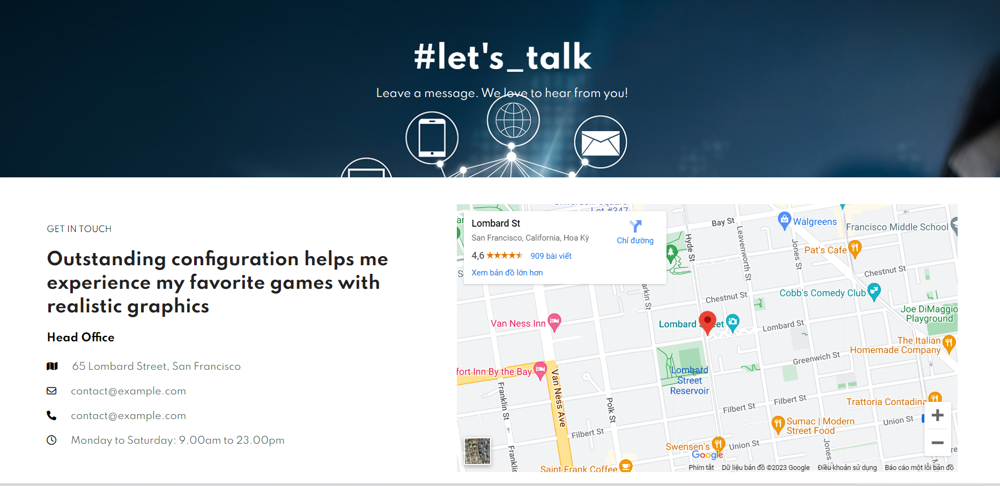 #let's_talk
Leave a message. We love to hear from you!
GET IN TOUCH
Outstanding configuration helps me
experience my favorite games with
realistic graphics
Head Office
65 Lombard Street, San Francisco
contact@example.com
contact@example.com
Monday to Saturday: 9.00am to 23.00pm
Lot #347
Lombard St
San Francisco, California, Hoa Kỳ
4,6
909 bài viết
Xem bản đồ lớn hơn
Chỉ đường
Bay St
Hyde St
Leavenworth St
Jones St
Walgreens
Francisco Middle School
Pat's Cafe
Chestnut St
Cobb's Comedy Club
Chestnut St
arkin St
Joe DiMaggio
Playground
Van Ness Inn
Lombard
Lombard St
The Italian
Homemade Company
Greenwich St
fort Inn By the Bay
Lombard
Street
Reservoir
Van Ness Ave
Franklin St
Polk St
Filbert St
Filbert St
Trattoria Contadina
Sumac | Modern
Street Food
Union St
Filbert St
Swensen's
Union St
Jones St
Franklin
Saint Frank Coffee
Google
Phím tắt
Dữ liệu bản đồ ©2023 Google
Điều khoản sử dụng
Báo cáo một lỗi bản đồ